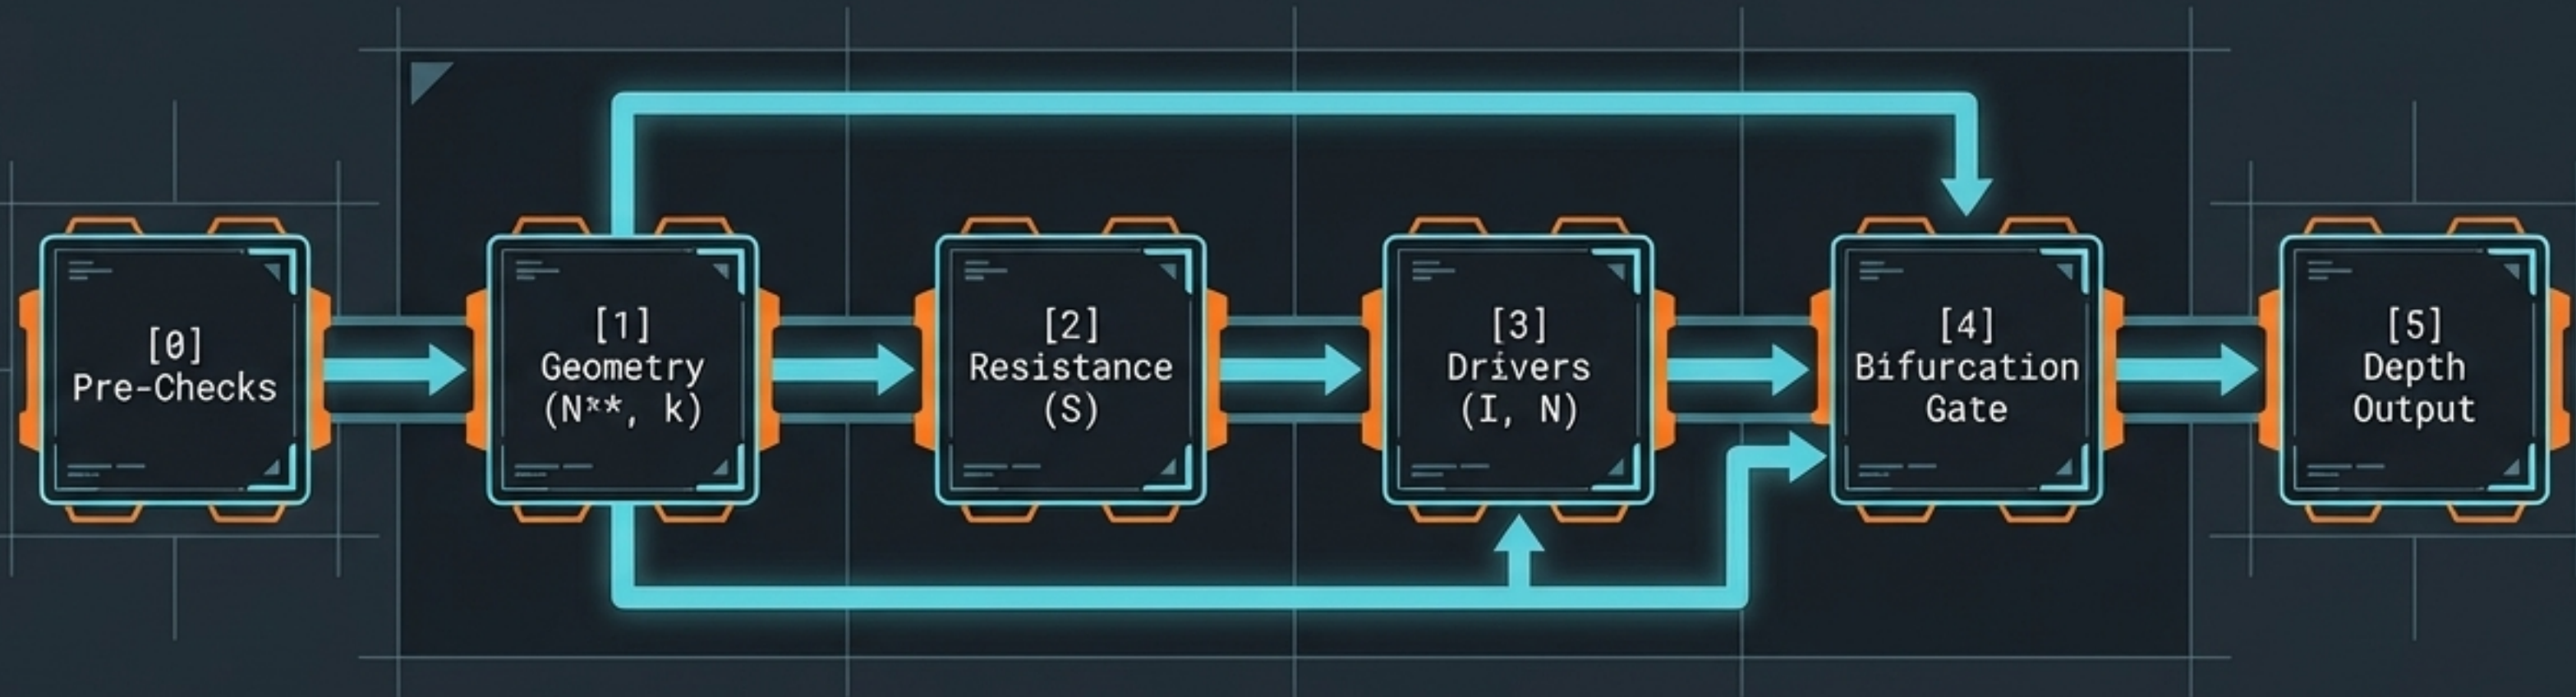 [0]
Pre-Checks
[1]
Geometry
(N**, k)
[2]
Resistance
(S)
[3]
Drivers
(I, N)
[4]
Bifurcation
Gate
[5]
Depth
Output